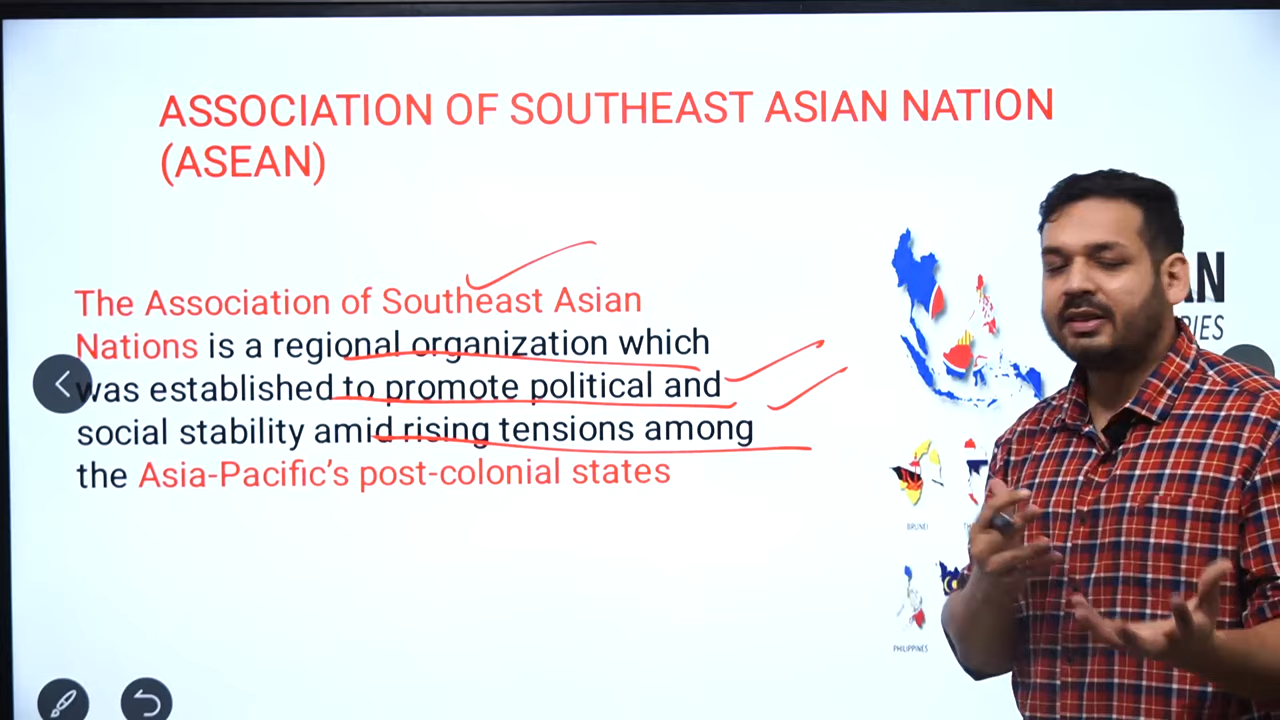 ASSOCIATION OF SOUTHEAST ASIAN NATION
(ASEAN)
The Association of Southeast Asian
Nations is a regional organization which
was established to promote political and
social stability amid rising tensions among
the Asia-Pacific's post-colonial states
BRUNEI
PHILIPPINES